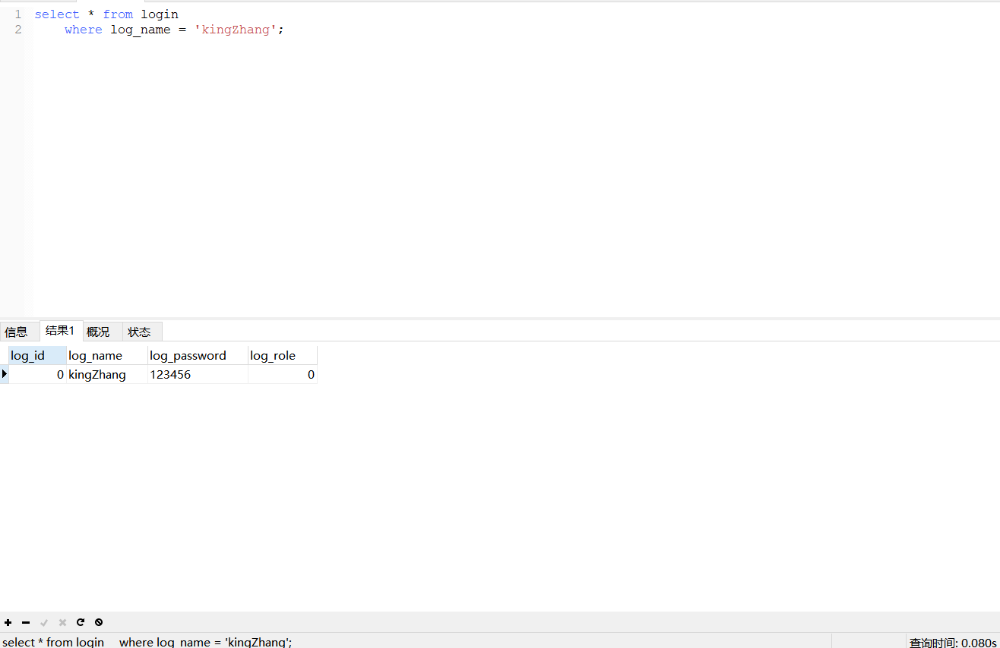 1 select * from login
2 where log_name = 'kingZhang';
信息 结果1 概况 状态
log_id log_name log_password log_role
0 kingZhang 123456 0
select * from login where log_name = 'kingZhang'; 查询时间: 0.080s